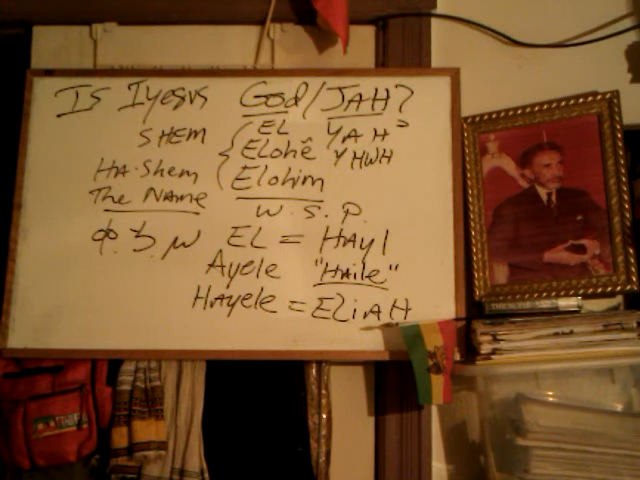 Is Iyesus God/JAH?
SHEM EL YAH
Elohê YHWH
HA·Shem Elohim
The Name
W.S.P.
EL = HAYl
Ayele "HAile"
HAyele = ELiAH